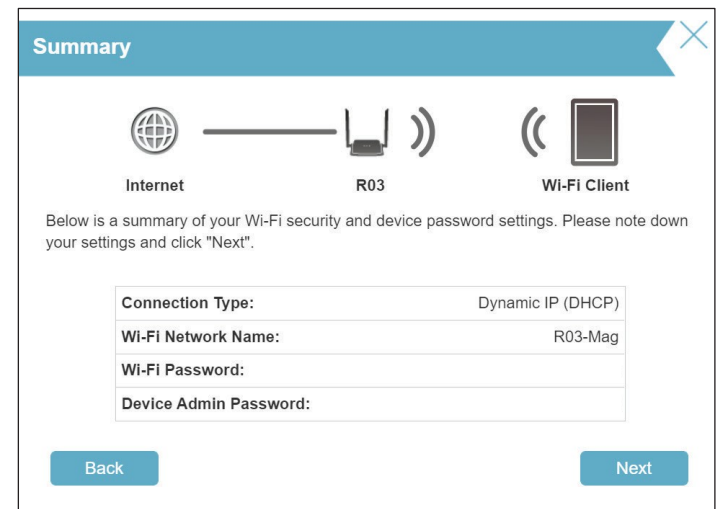 Summary
Internet R03 Wi-Fi Client
Below is a summary of your Wi-Fi security and device password settings. Please note down
your settings and click "Next".
Connection Type: Dynamic IP (DHCP)
Wi-Fi Network Name: R03-Mag
Wi-Fi Password:
Device Admin Password:
Back Next